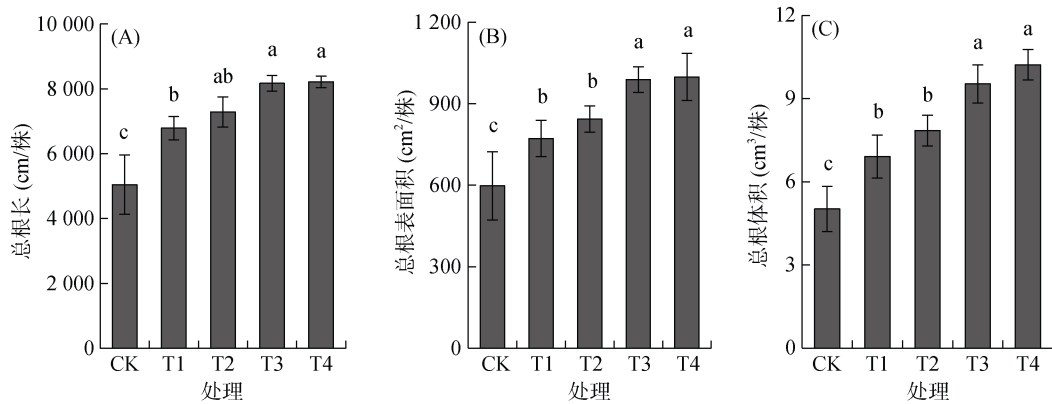 (A)
总根长 (cm/株)
10 000
8 000
6 000
4 000
2 000
0
c
b
ab
a
a
CK T1 T2 T3 T4
处理
(B)
总根表面积 (cm²/株)
1 200
900
600
300
0
c
b
b
a
a
CK T1 T2 T3 T4
处理
(C)
总根体积 (cm³/株)
12
9
6
3
0
c
b
b
a
a
CK T1 T2 T3 T4
处理